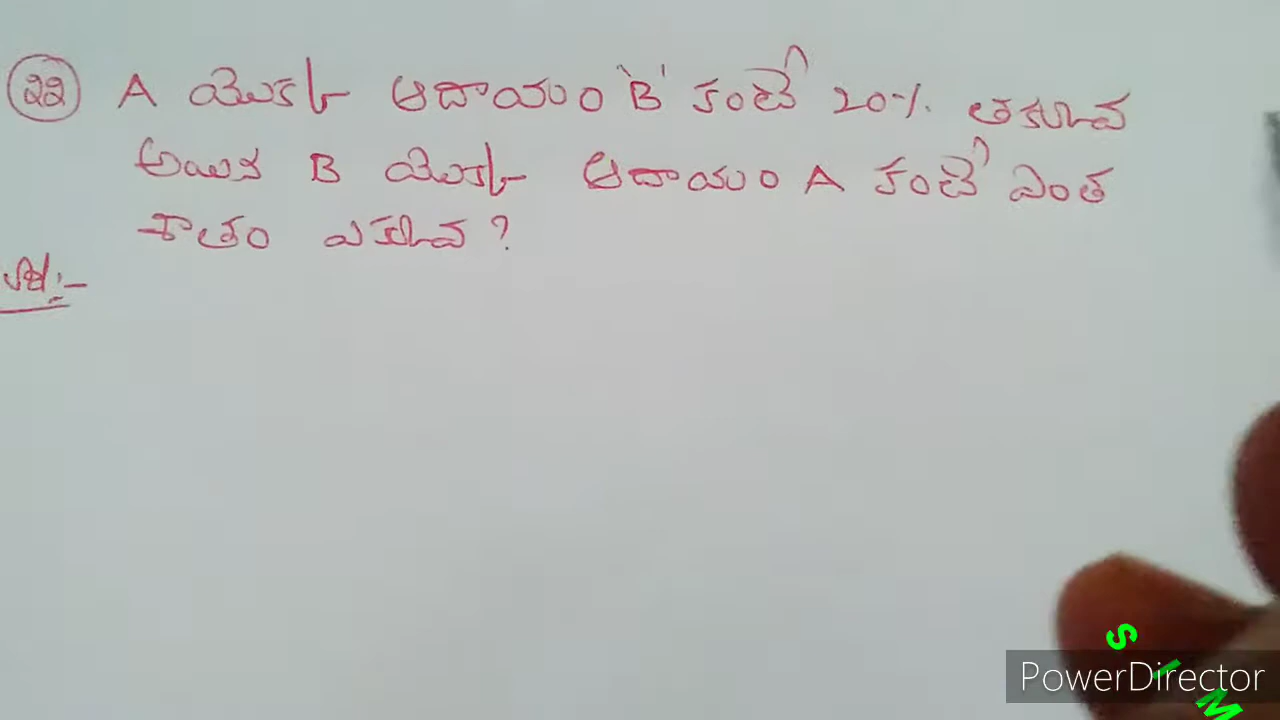 22 A యొక్క ఆదాయం 'B' కంటే 20% తకువ
అయిన B యొక్క ఆదాయం A కంటే ఎంత
శాతం ఎకువ ?
జ:-
PowerDirector
S I M